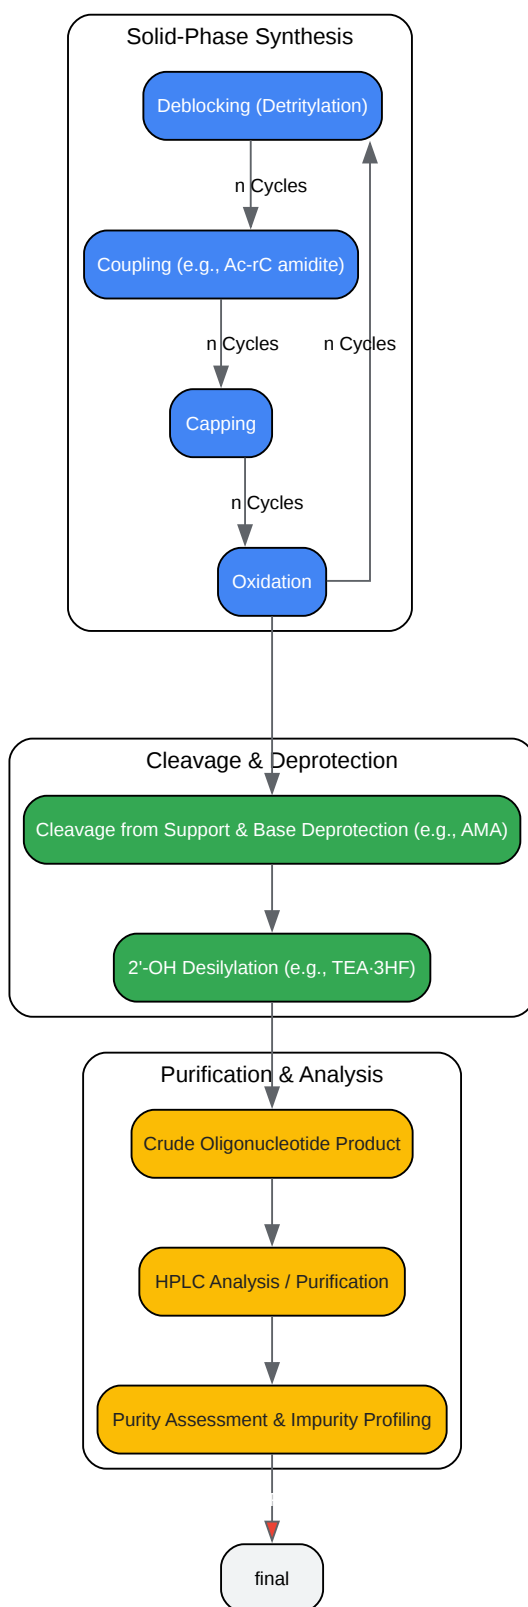 Solid-Phase Synthesis
Deblocking (Detritylation)
n Cycles
Coupling (e.g., Ac-rC amidite)
n Cycles
n Cycles
Capping
n Cycles
Oxidation
Cleavage & Deprotection
Cleavage from Support & Base Deprotection (e.g., AMA)
2'-OH Desilylation (e.g., TEA·3HF)
Purification & Analysis
Crude Oligonucleotide Product
HPLC Analysis / Purification
Purity Assessment & Impurity Profiling
final